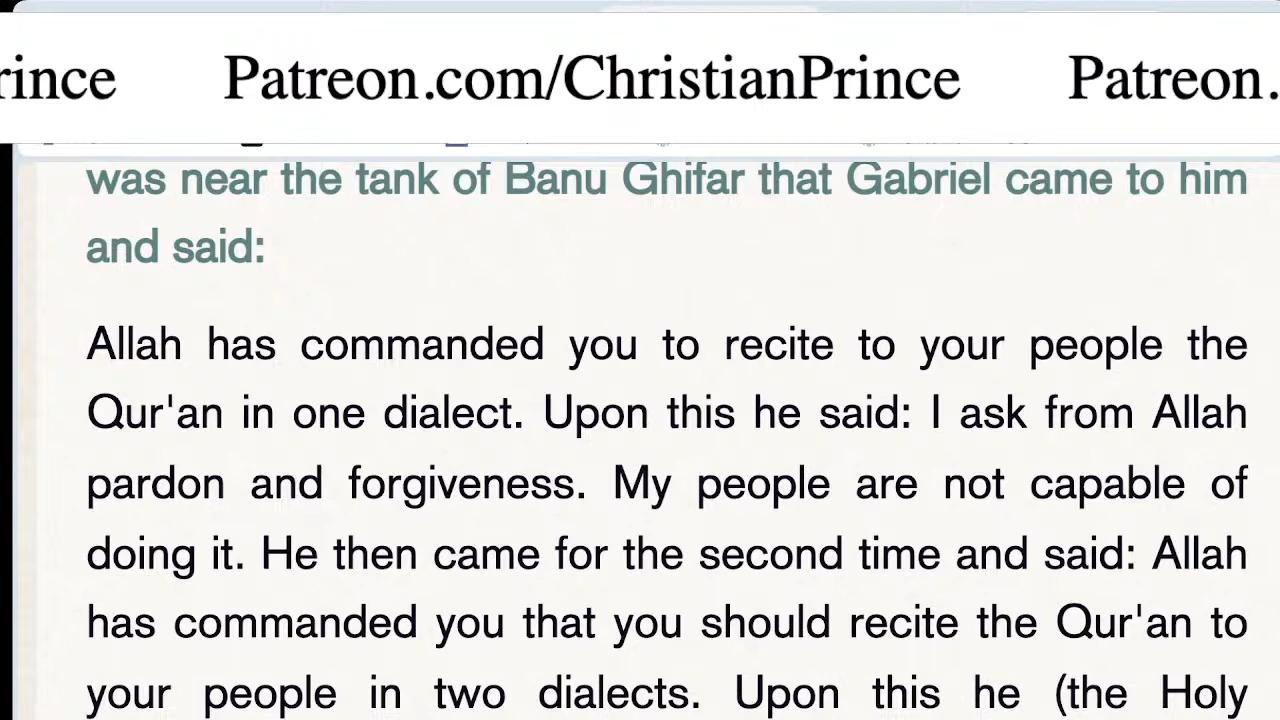 rince Patreon.com/ChristianPrince Patreon.
was near the tank of Banu Ghifar that Gabriel came to him
and said:
Allah has commanded you to recite to your people the
Qur'an in one dialect. Upon this he said: I ask from Allah
pardon and forgiveness. My people are not capable of
doing it. He then came for the second time and said: Allah
has commanded you that you should recite the Qur'an to
your people in two dialects. Upon this he (the Holy